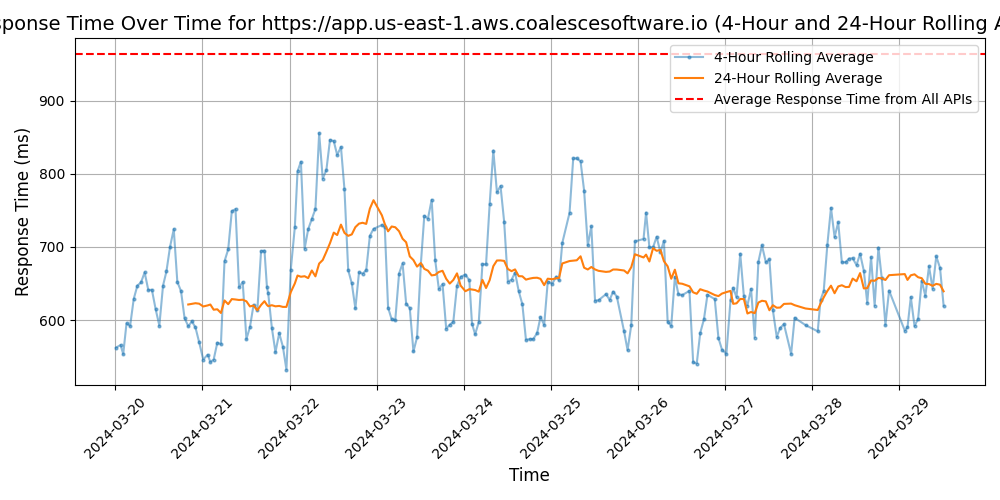 ponse Time Over Time for https://app.us-east-1.aws.coalescesoftware.io (4-Hour and 24-Hour Rolling A
4-Hour Rolling Average
24-Hour Rolling Average
Average Response Time from All APIs
Response Time (ms)
900
800
700
600
2024-03-20
2024-03-21
2024-03-22
2024-03-23
2024-03-24
2024-03-25
2024-03-26
2024-03-27
2024-03-28
2024-03-29
Time